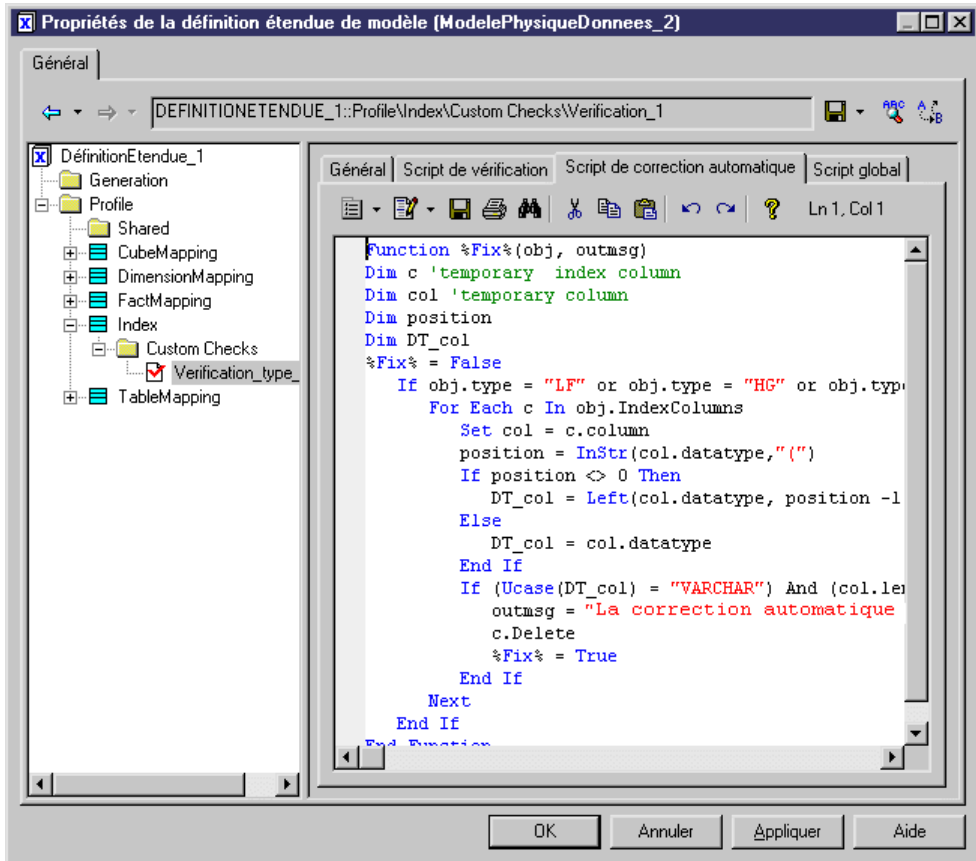 Propriétés de la définition étendue de modèle (ModelePhysiqueDonnees_2)
Général
DEFINITIONETENDUE_1::Profile\Index\Custom Checks\Verification_1
DéfinitionEtendue_1
Generation
Profile
Shared
CubeMapping
DimensionMapping
FactMapping
Index
Custom Checks
Verification_type_
TableMapping
Général Script de vérification Script de correction automatique Script global
Ln 1, Col 1
Function %Fix%(obj, outmsg)
Dim c 'temporary  index column
Dim col 'temporary column
Dim position
Dim DT_col
%Fix% = False
If obj.type = "LF" or obj.type = "HG" or obj.typ
For Each c In obj.IndexColumns
Set col = c.column
position = InStr(col.datatype,"(")
If position <> 0 Then
DT_col = Left(col.datatype, position -1
Else
DT_col = col.datatype
End If
If (Ucase(DT_col) = "VARCHAR") And (col.len
outmsg = "La correction automatique
c.Delete
%Fix% = True
End If
Next
End If
End Function
OK Annuler Appliquer Aide